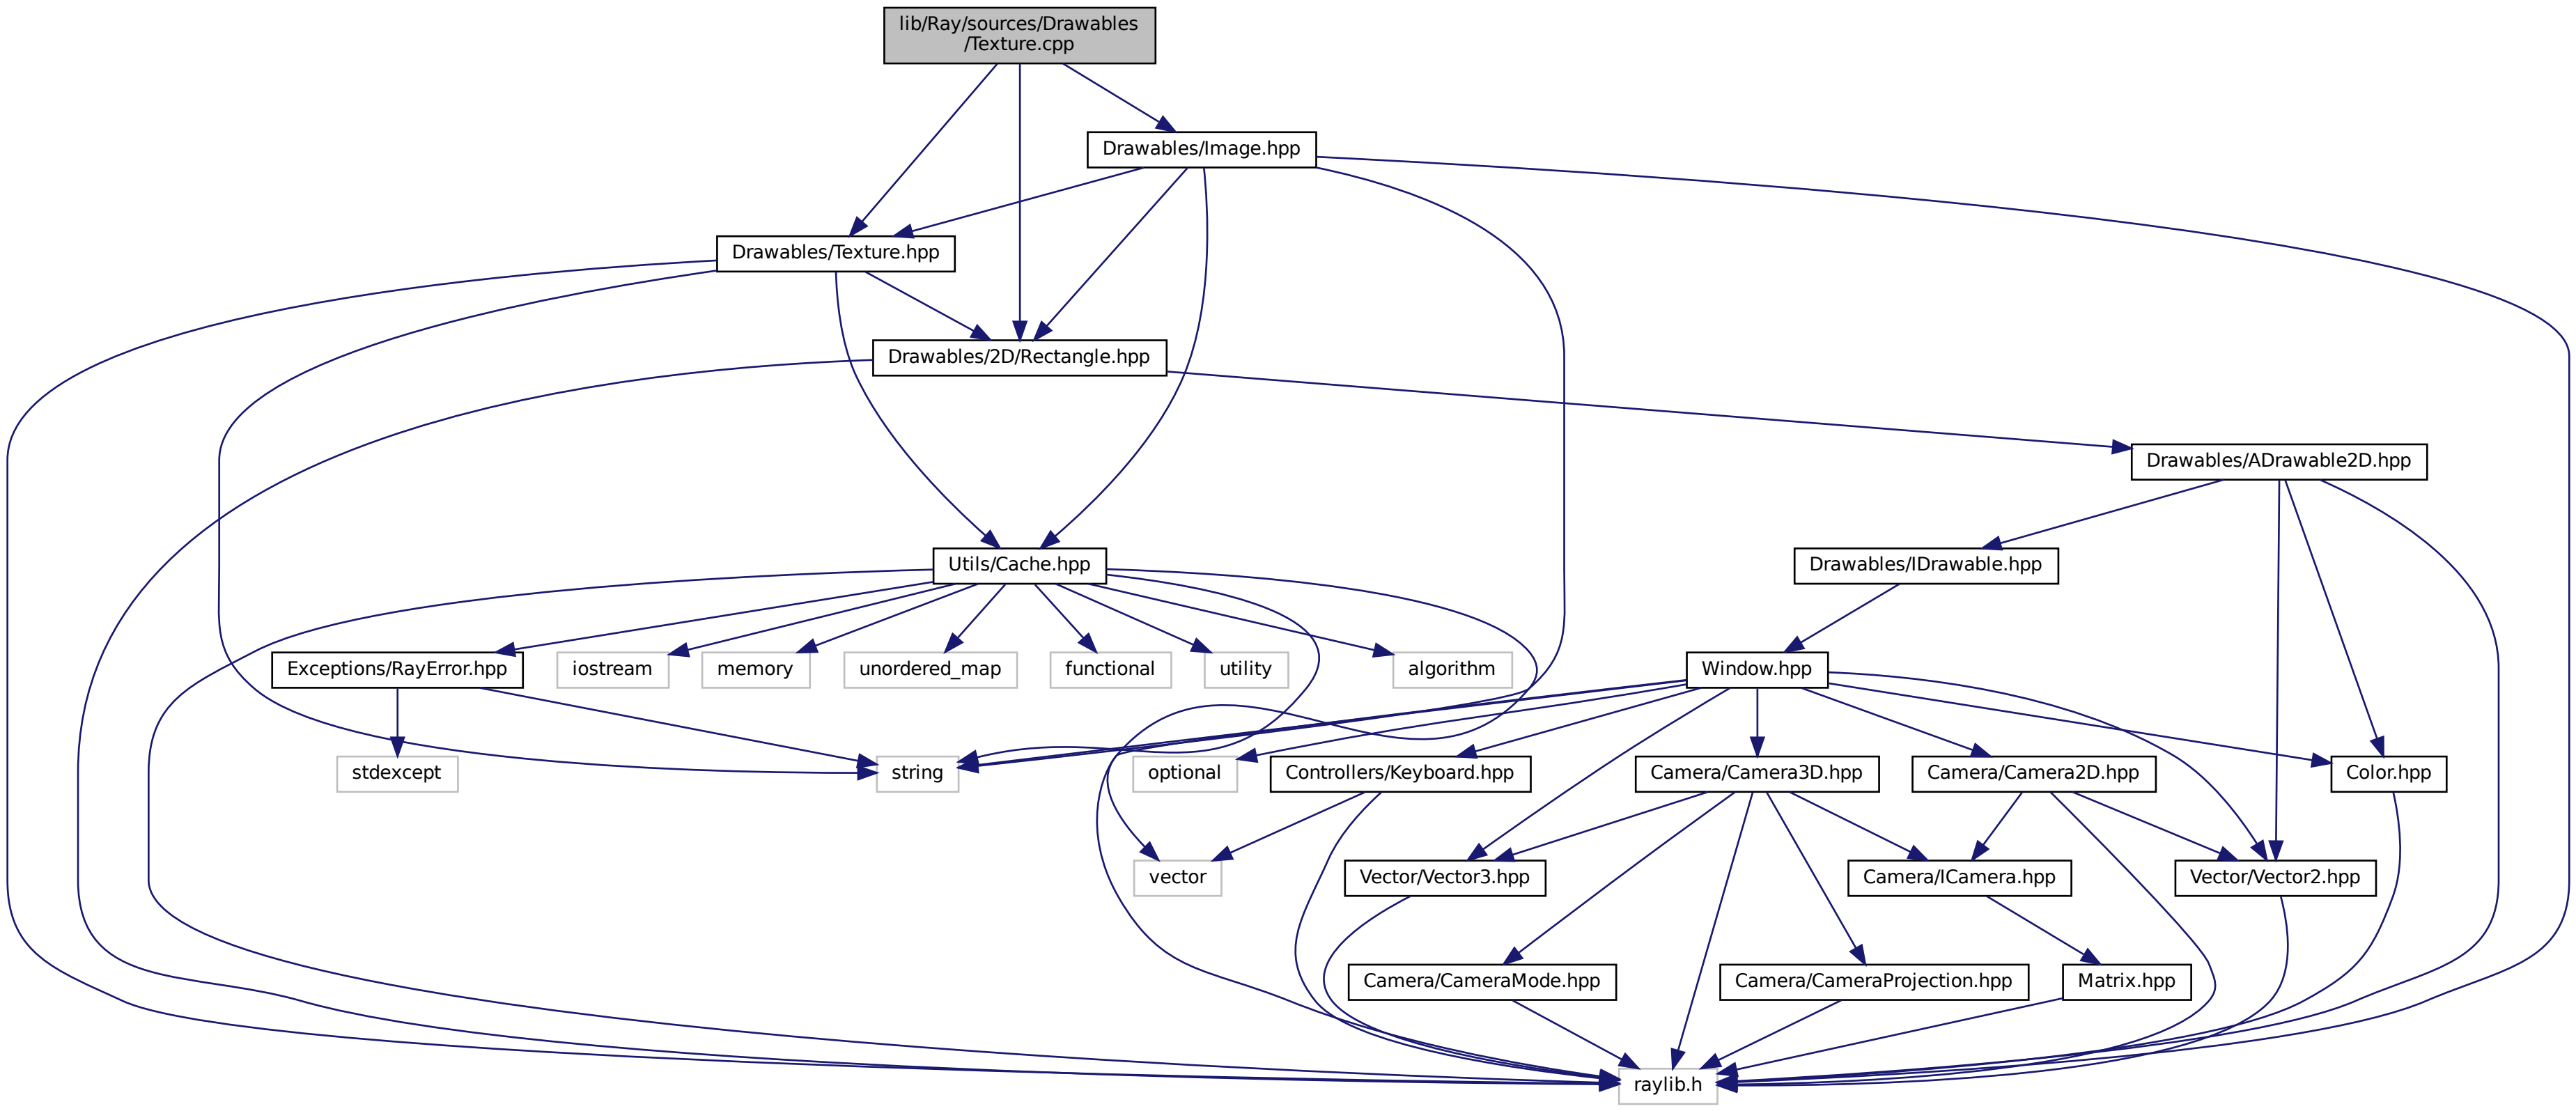 lib/Ray/sources/Drawables
/Texture.cpp
Drawables/Image.hpp
Drawables/Texture.hpp
Drawables/2D/Rectangle.hpp
Drawables/ADrawable2D.hpp
Utils/Cache.hpp
Drawables/IDrawable.hpp
Exceptions/RayError.hpp
iostream
memory
unordered_map
functional
utility
algorithm
Window.hpp
stdexcept
string
optional
Controllers/Keyboard.hpp
Camera/Camera3D.hpp
Camera/Camera2D.hpp
Color.hpp
vector
Vector/Vector3.hpp
Camera/ICamera.hpp
Vector/Vector2.hpp
Camera/CameraMode.hpp
Camera/CameraProjection.hpp
Matrix.hpp
raylib.h